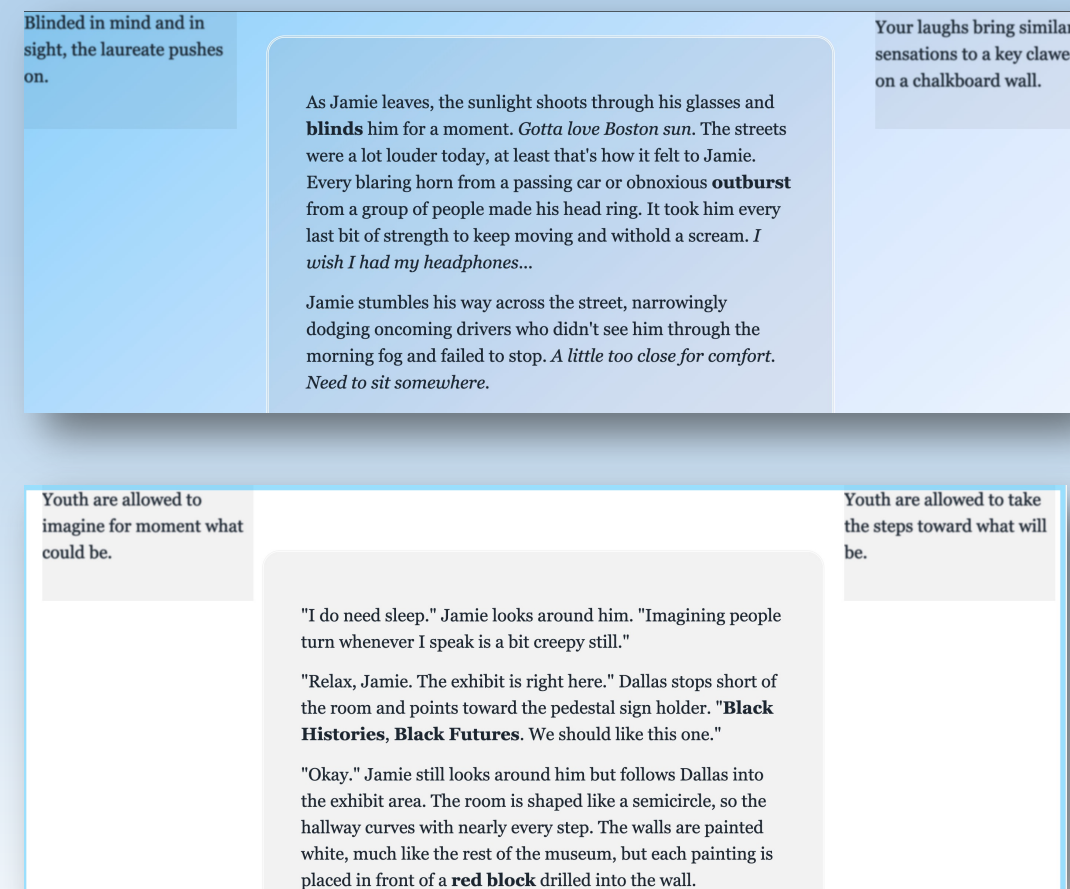 Blinded in mind and in
sight, the laureate pushes
on.
As Jamie leaves, the sunlight shoots through his glasses and
blinds him for a moment. Gotta love Boston sun. The streets
were a lot louder today, at least that's how it felt to Jamie.
Every blaring horn from a passing car or obnoxious outburst
from a group of people made his head ring. It took him every
last bit of strength to keep moving and withold a scream. I
wish I had my headphones...
Jamie stumbles his way across the street, narrowingly
dodging oncoming drivers who didn't see him through the
morning fog and failed to stop. A little too close for comfort.
Need to sit somewhere.
Your laughs bring similar
sensations to a key clawe
on a chalkboard wall.
Youth are allowed to
imagine for moment what
could be.
"I do need sleep." Jamie looks around him. "Imagining people
turn whenever I speak is a bit creepy still."
"Relax, Jamie. The exhibit is right here." Dallas stops short of
the room and points toward the pedestal sign holder. "Black
Histories, Black Futures. We should like this one."
"Okay." Jamie still looks around him but follows Dallas into
the exhibit area. The room is shaped like a semicircle, so the
hallway curves with nearly every step. The walls are painted
white, much like the rest of the museum, but each painting is
placed in front of a red block drilled into the wall.
Youth are allowed to take
the steps toward what will
be.